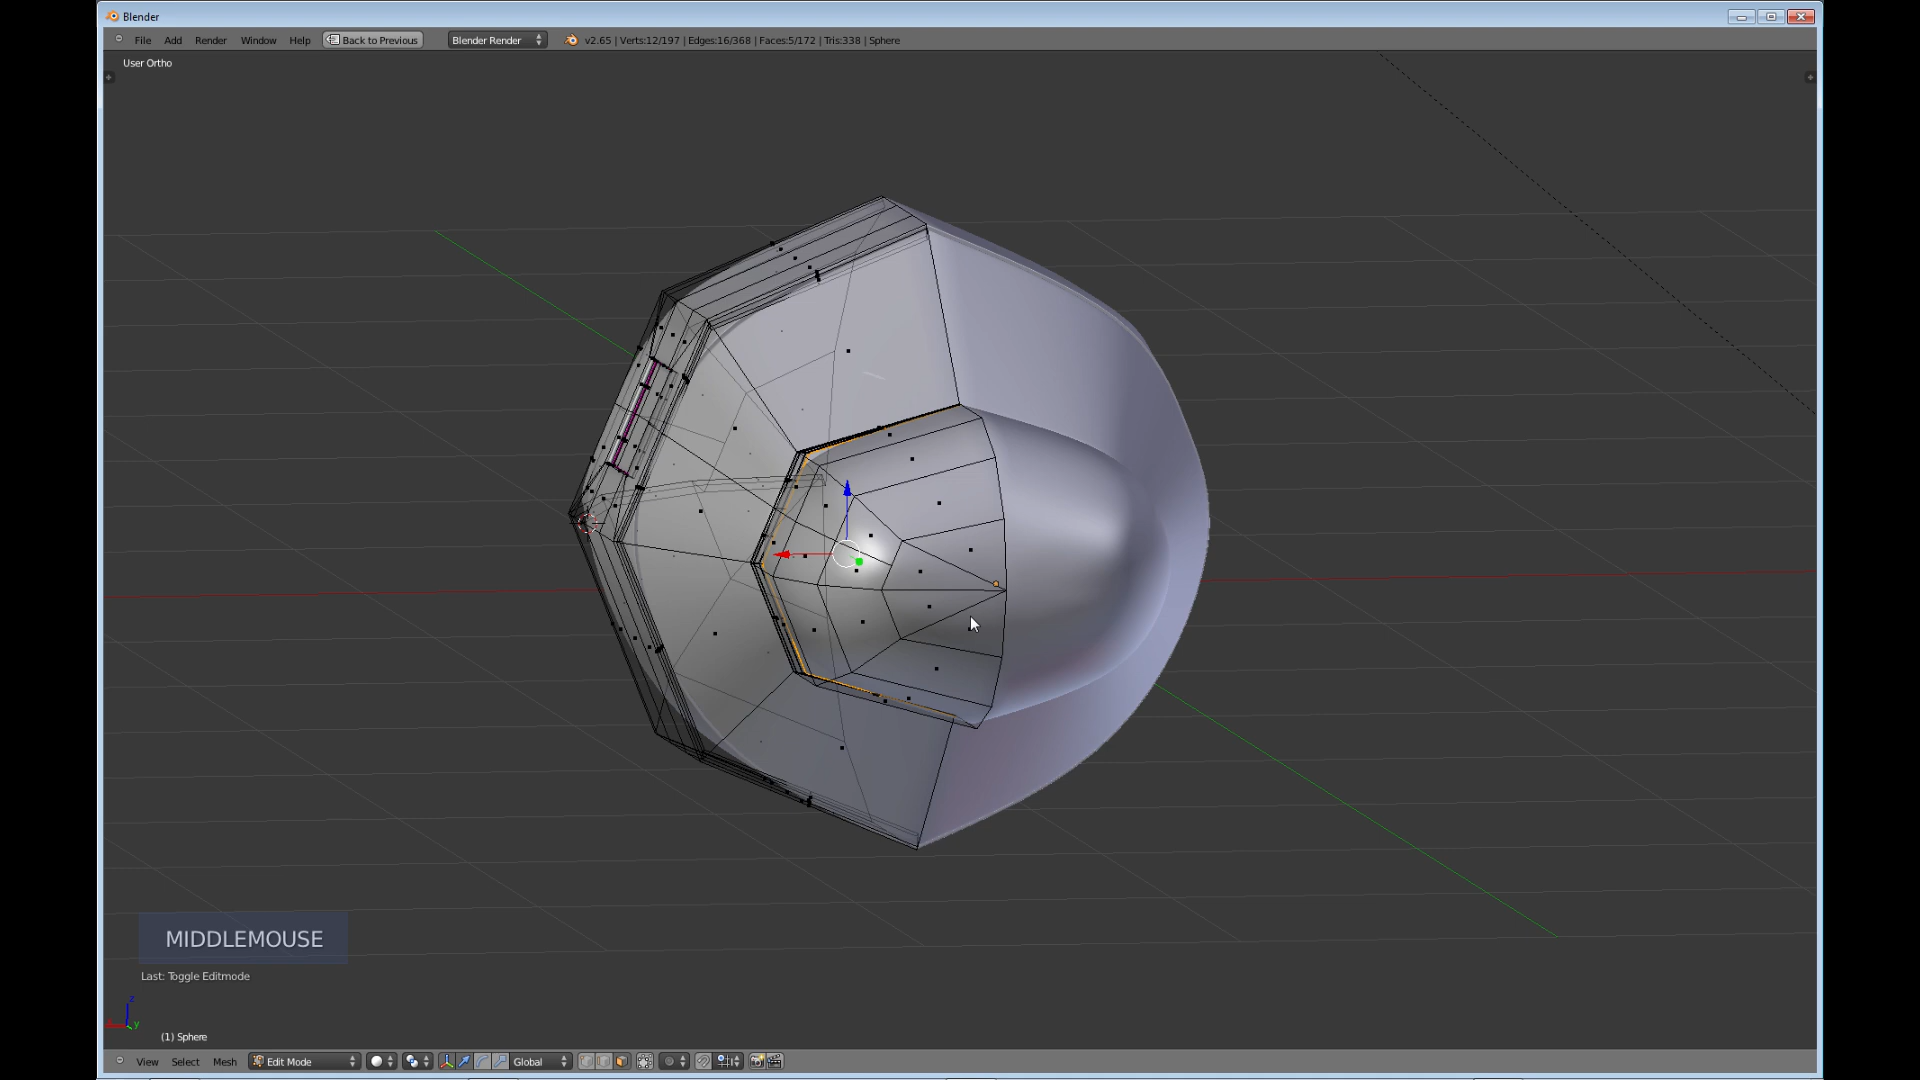 Blender
File Add Render Window Help Back to Previous Blender Render v2.65 | Verts:12/197 | Edges:16/368 | Faces:5/172 | Tris:338 | Sphere
User Ortho
MIDDLEMOUSE
Last: Toggle Editmode
z
y
(1) Sphere
View Select Mesh Edit Mode Global